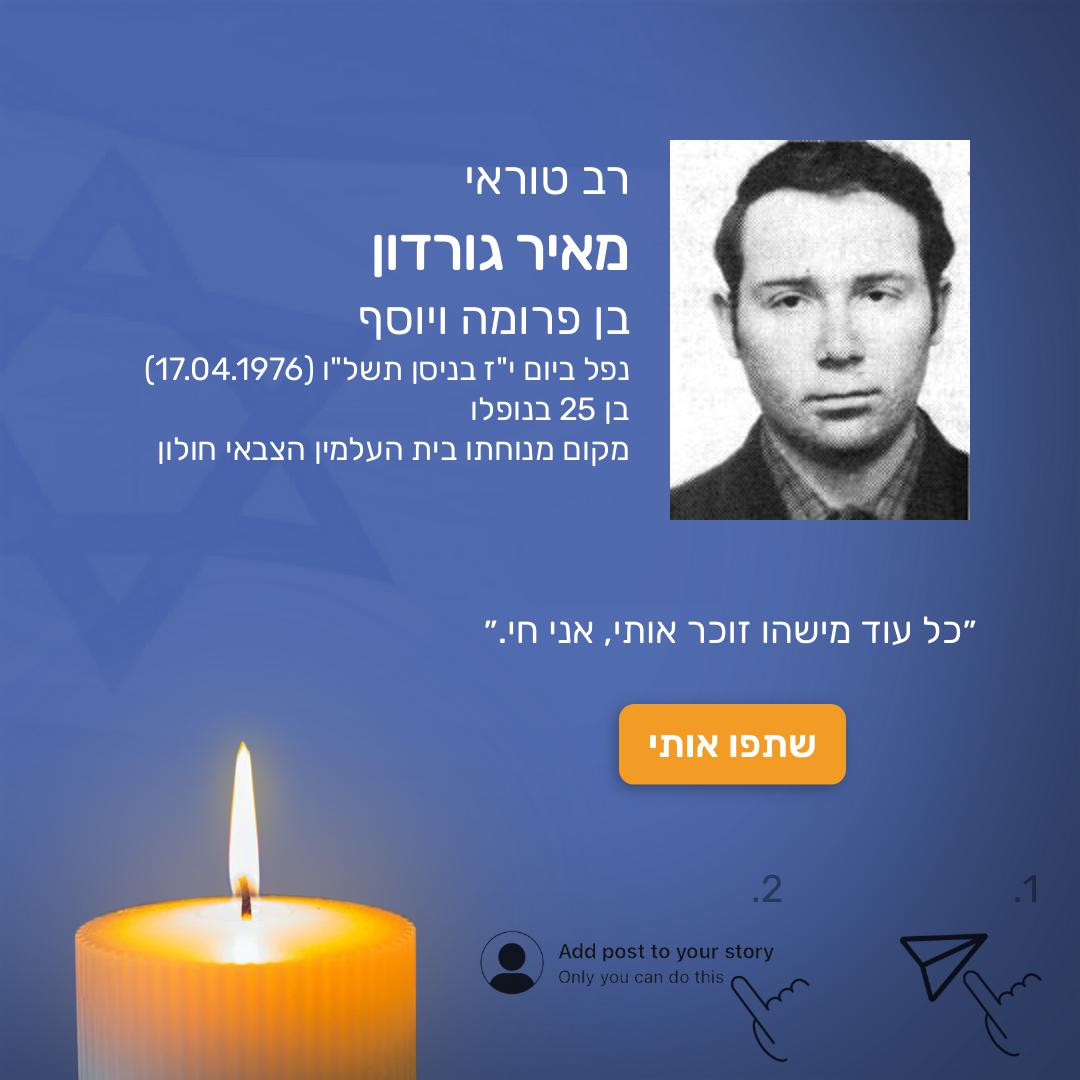 רב טוראי
מאיר גורדון
בן פרומה ויוסף
נפל ביום י"ז בניסן תשל"ו (17.04.1976)
בן 25 בנופלו
מקום מנוחתו בית העלמין הצבאי חולון
״כל עוד מישהו זוכר אותי, אני חי.״
שתפו אותי
1.
2.
Add post to your story
Only you can do this